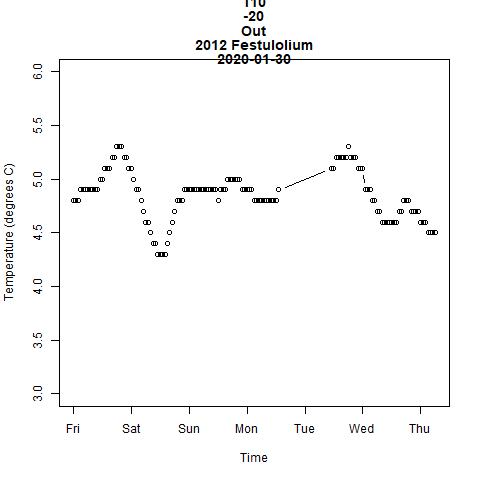 110
-20
Out
2012 Festulolium
2020-01-30
6.0
5.5
5.0
4.5
4.0
3.5
3.0
Temperature (degrees C)
Fri Sat Sun Mon Tue Wed Thu
Time